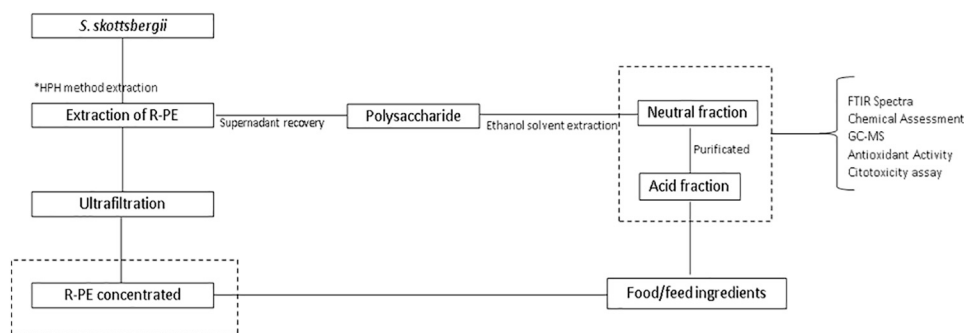 S. skottsbergii
*HPH method extraction
Extraction of R-PE
Supernadant recovery
Polysaccharide
Ethanol solvent extraction
Neutral fraction
Purificated
Acid fraction
FTIR Spectra
Chemical Assessment
GC-MS
Antioxidant Activity
Citotoxicity assay
Ultrafiltration
R-PE concentrated
Food/feed ingredients